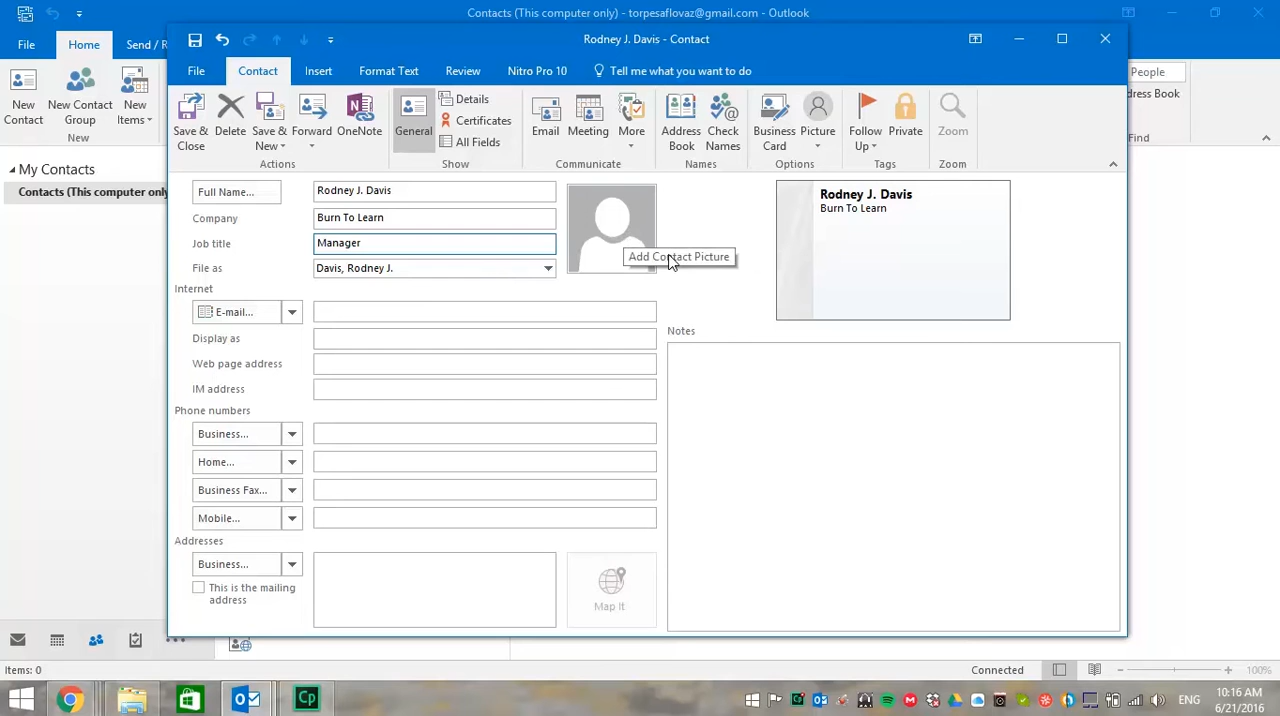 Contacts (This computer only) - torpesaflovaz@gmail.com - Outlook
Rodney J. Davis - Contact
File Home Send / R
File Contact Insert Format Text Review Nitro Pro 10 Tell me what you want to do
People
ress Book
Find
New Contact
New Contact Group
New Items
New
Save & Close
Delete
Save & New
Forward
OneNote
Actions
General
Details
Certificates
All Fields
Show
Email
Meeting
More
Communicate
Address Book
Check Names
Names
Business Card
Picture
Options
Follow Up
Private
Tags
Zoom
Zoom
My Contacts
Contacts (This computer only
Full Name... Rodney J. Davis
Company Burn To Learn
Job title Manager
File as Davis, Rodney J.
Add Contact Picture
Rodney J. Davis
Burn To Learn
Internet
E-mail...
Display as
Web page address
IM address
Phone numbers
Business...
Home...
Business Fax...
Mobile...
Addresses
Business...
This is the mailing
address
Map It
Notes
Items: 0
Connected
100%
Cp
ENG
10:16 AM
6/21/2016